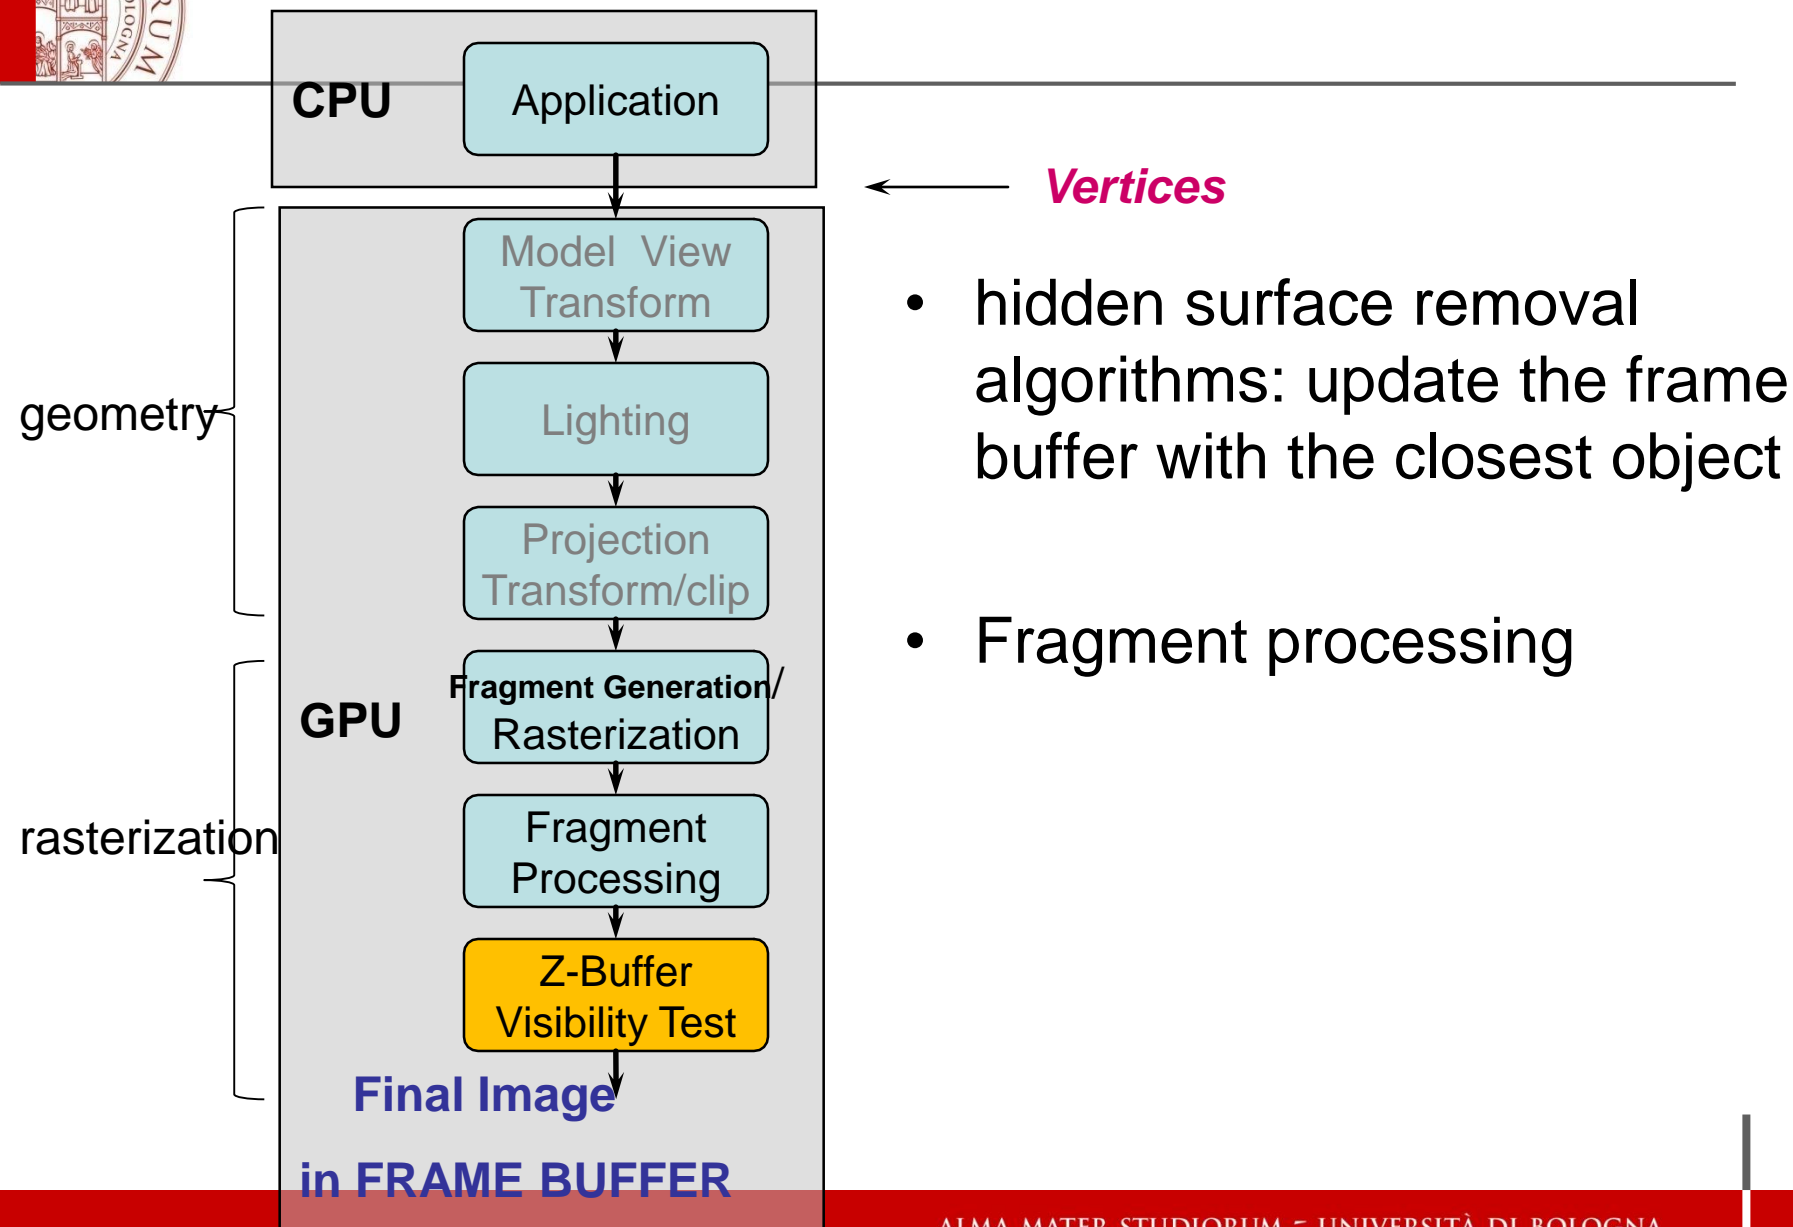 CPU
Application
Vertices
Model View
Transform
• hidden surface removal
algorithms: update the frame
buffer with the closest object
geometry
Lighting
Projection
Transform/clip
• Fragment processing
GPU
Fragment Generation/
Rasterization
rasterization
Fragment
Processing
Z-Buffer
Visibility Test
Final Image
in FRAME BUFFER
ALMA MATER STUDIORUM - UNIVERSITÀ DI BOLOGNA